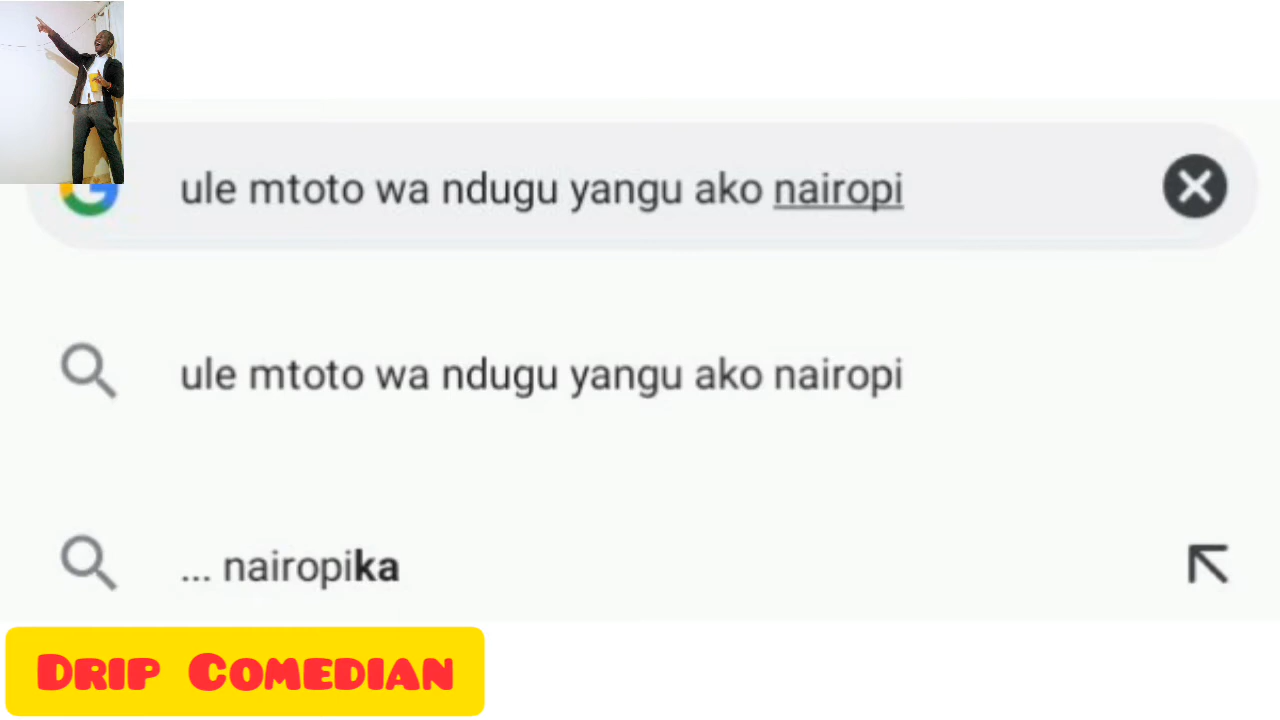 ule mtoto wa ndugu yangu ako nairopi
ule mtoto wa ndugu yangu ako nairopi
... nairopika
DRIP COMEDIAN